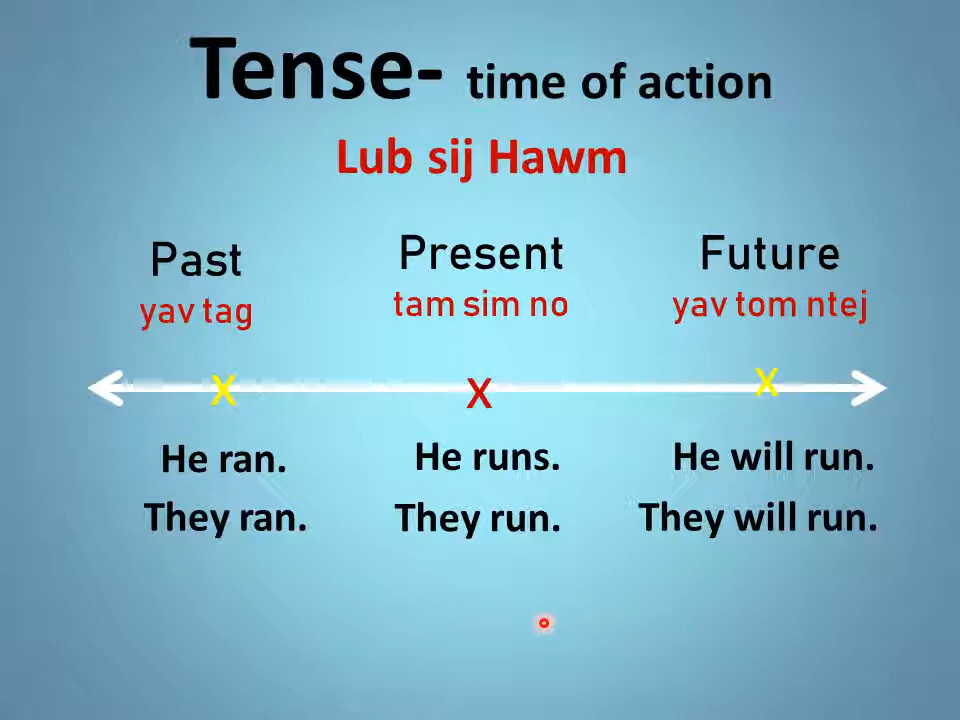 Tense- time of action
Lub sij Hawm
Past Present Future
yav tag tam sim no yav tom ntej
X X X
He ran. He runs. He will run.
They ran. They run. They will run.